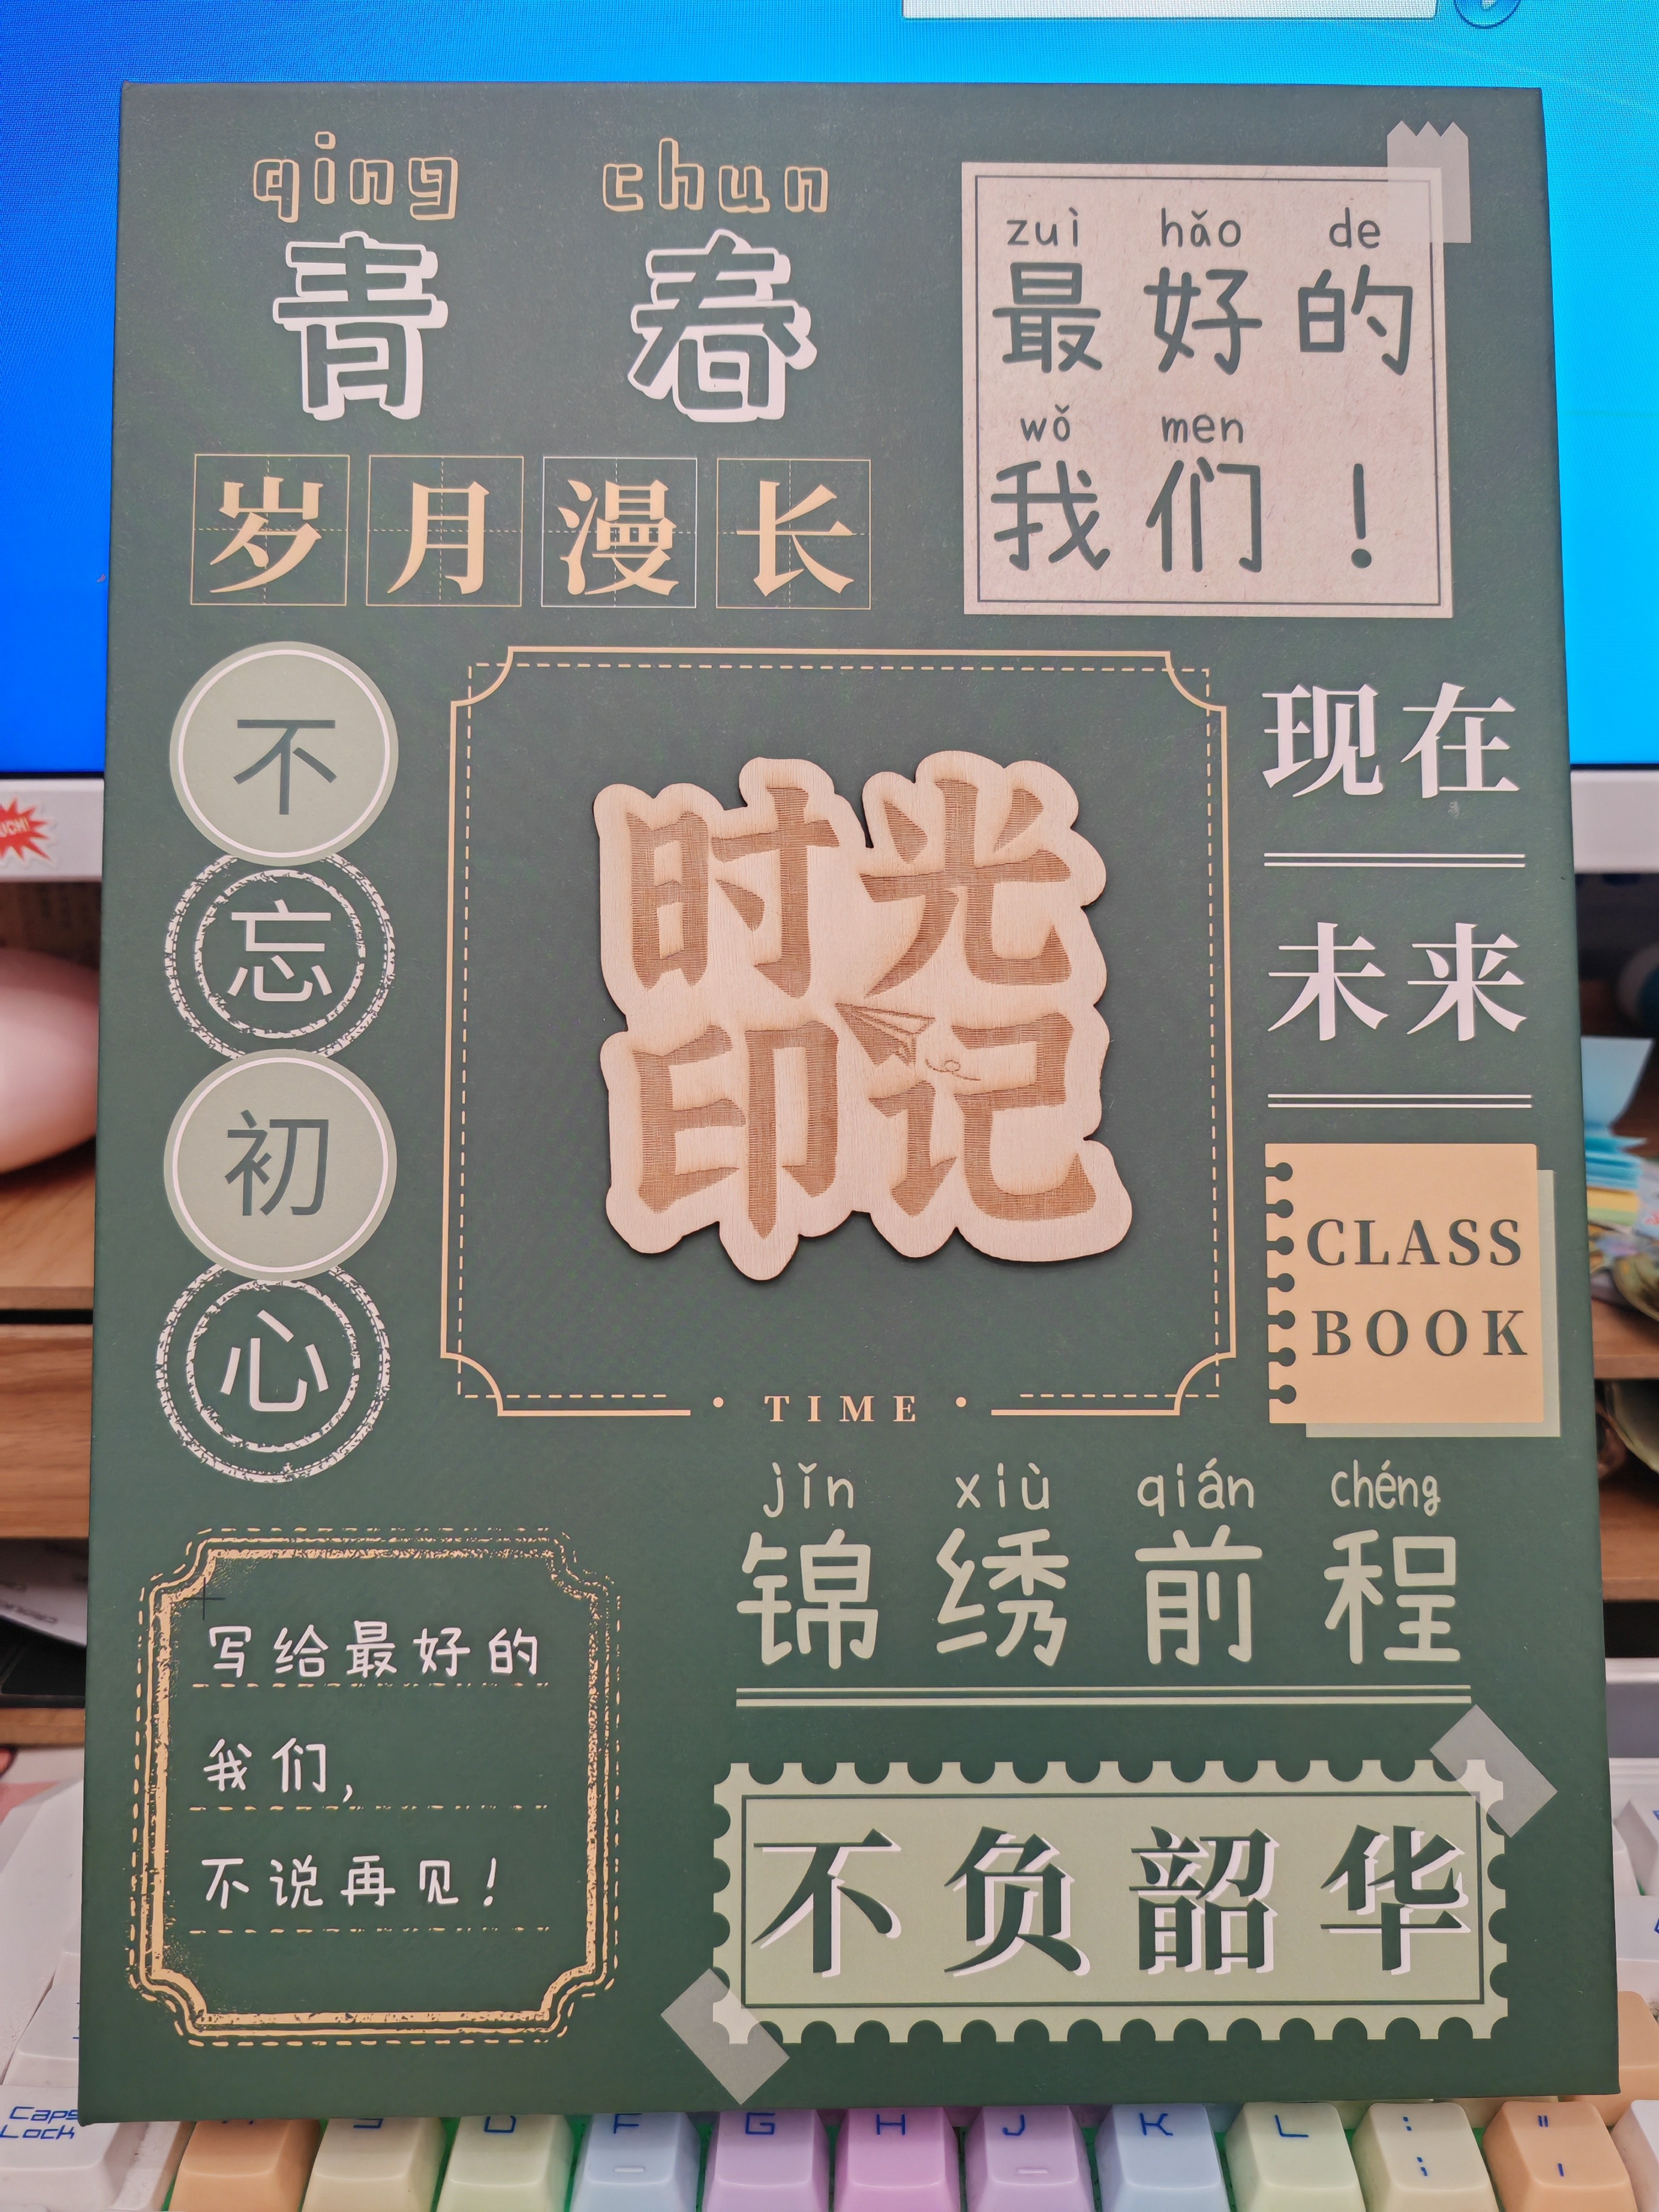 qing chun
青春
zuì hǎo de
最好的
wǒ men
我们!
岁月漫长
不
忘
初
心
时光
印记
· TIME ·
现在
未来
CLASS
BOOK
jǐn xiù qián chéng
锦绣前程
写给最好的
我们,
不说再见!
不负韶华
Caps
Lock
F G H J K L : ;
"
'